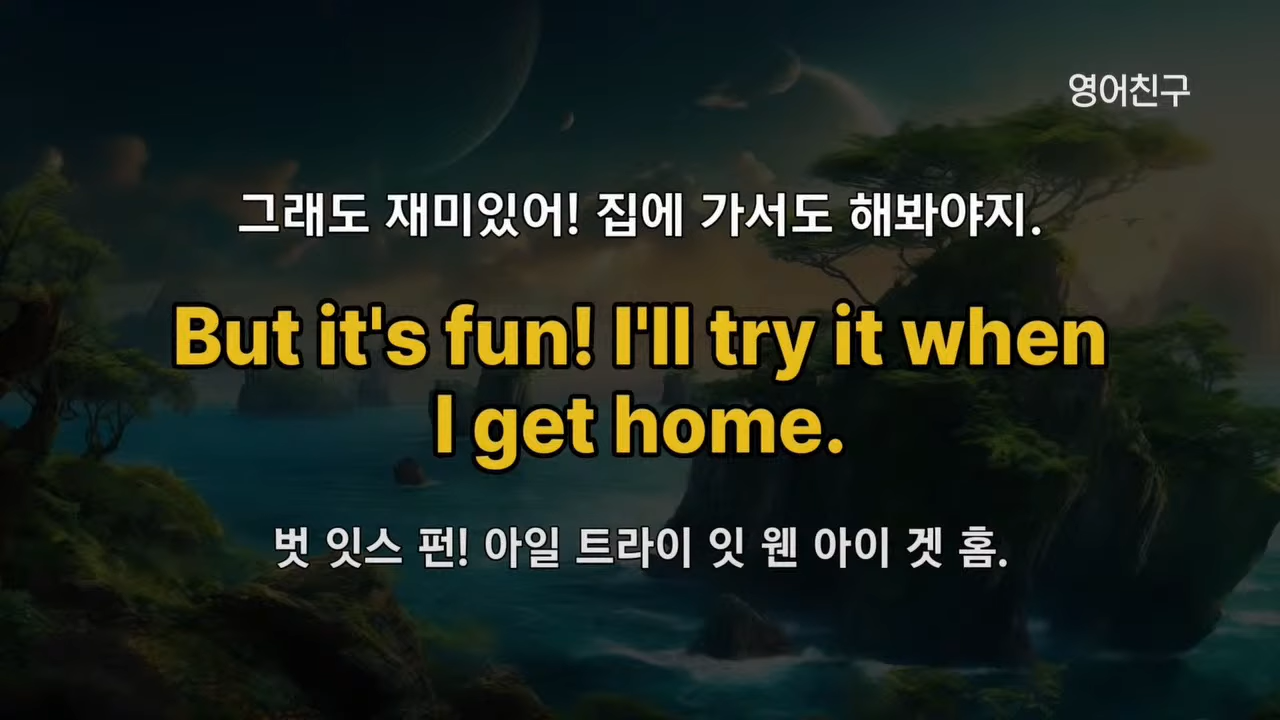 영어친구
그래도 재미있어! 집에 가서도 해봐야지.
But it's fun! I'll try it when
I get home.
벗 잇스 펀! 아일 트라이 잇 웬 아이 겟 홈.